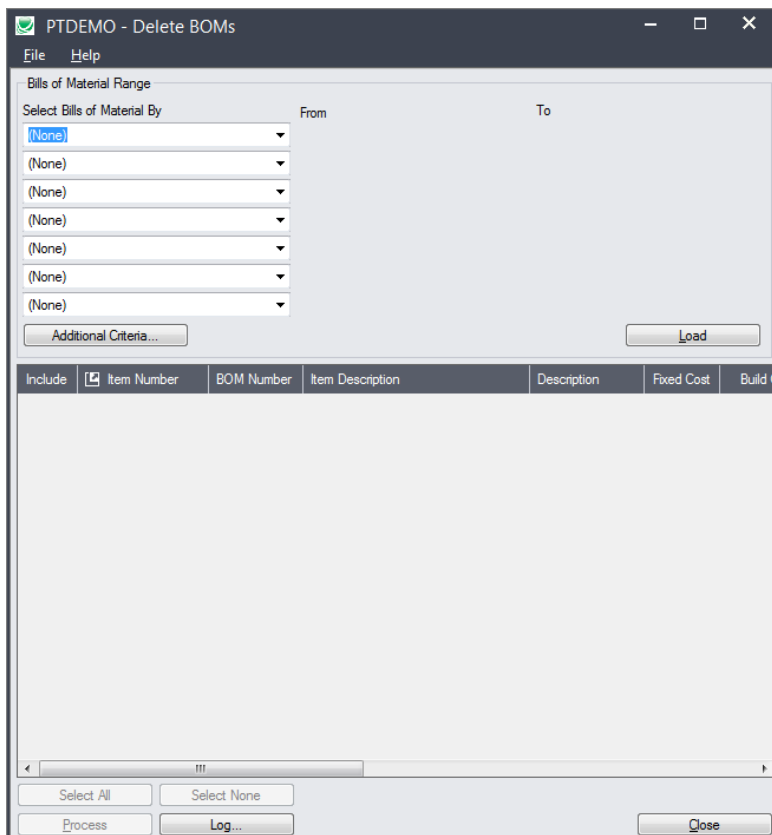 PTDEMO - Delete BOMs
File Help
Bills of Material Range
Select Bills of Material By From To
(None)
(None)
(None)
(None)
(None)
(None)
(None)
Additional Criteria... Load
Include Item Number BOM Number Item Description Description Fixed Cost Build
Select All Select None
Process Log... Close